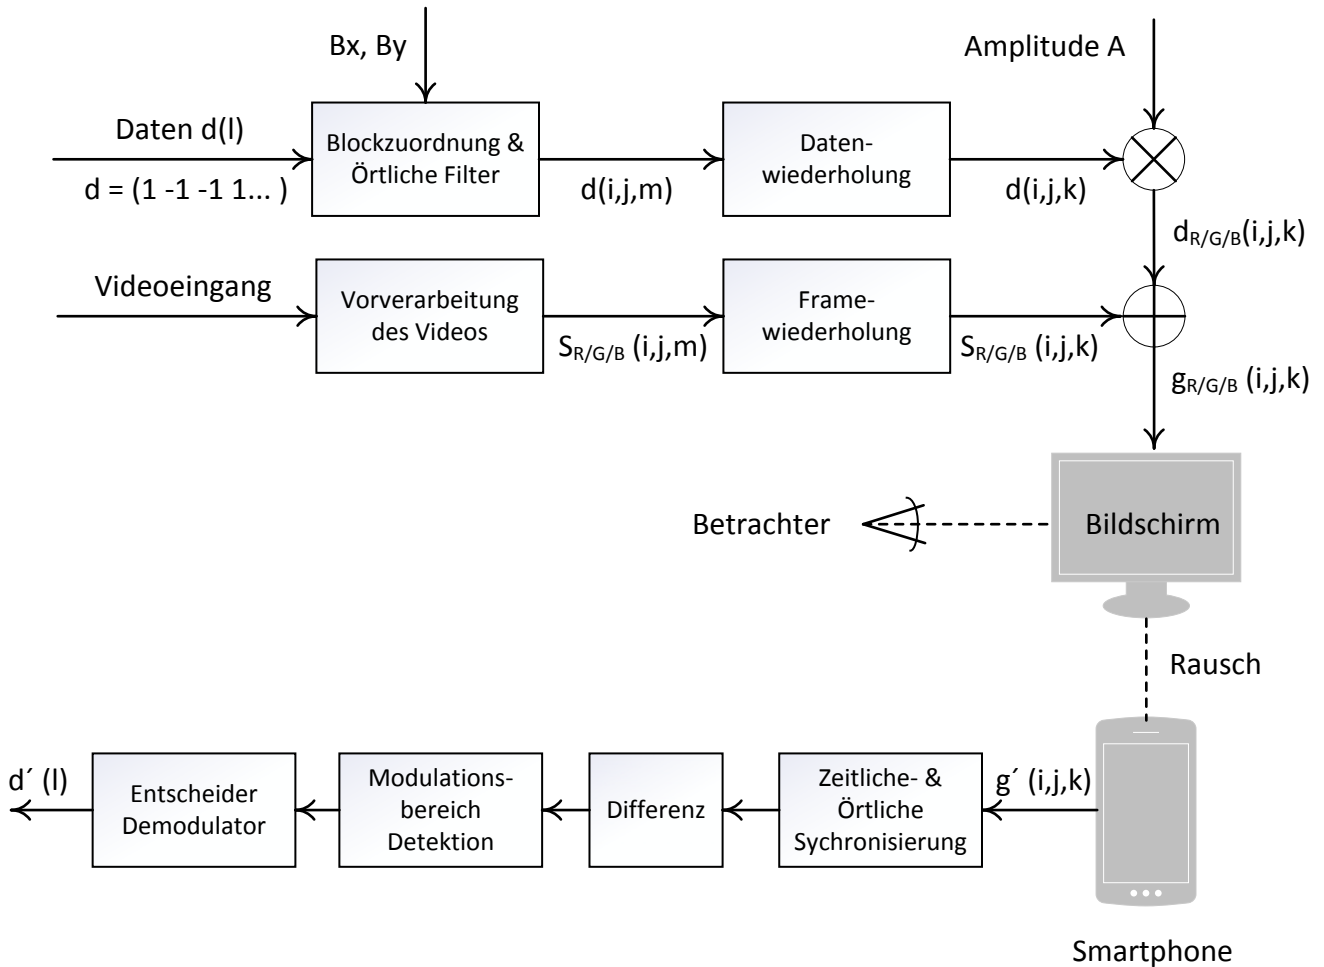 Bx, By
Amplitude A
Daten d(l)
d = (1 -1 -1 1... )
Blockzuordnung &
Örtliche Filter
d(i,j,m)
Daten-
wiederholung
d(i,j,k)
dR/G/B(i,j,k)
Videoeingang
Vorverarbeitung
des Videos
SR/G/B (i,j,m)
Frame-
wiederholung
SR/G/B (i,j,k)
gR/G/B (i,j,k)
Betrachter
Bildschirm
Rausch
d´ (l)
Entscheider
Demodulator
Modulations-
bereich
Detektion
Differenz
Zeitliche- &
Örtliche
Sychronisierung
g´ (i,j,k)
Smartphone